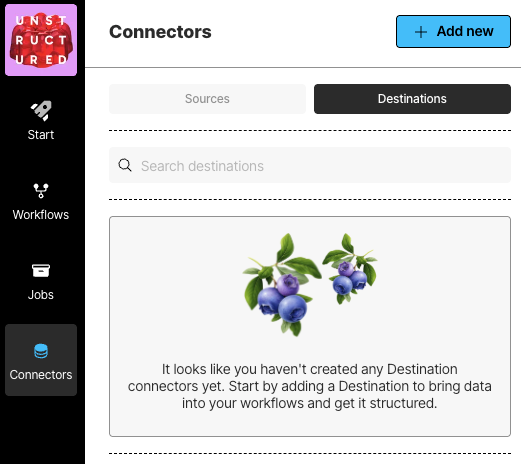 UNST
RUCT
URED
Connectors
Add new
Start
Sources
Destinations
Search destinations
Workflows
Jobs
Connectors
It looks like you haven't created any Destination
connectors yet. Start by adding a Destination to bring data
into your workflows and get it structured.